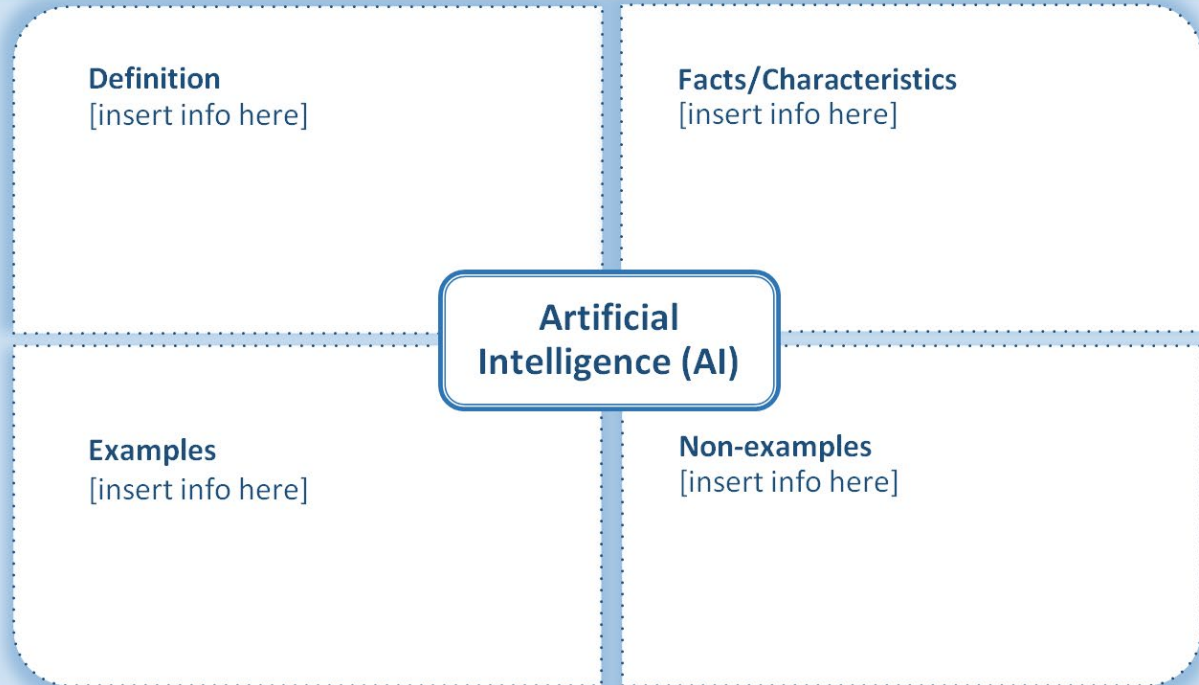 Definition
[insert info here]
Facts/Characteristics
[insert info here]
Artificial
Intelligence (AI)
Examples
[insert info here]
Non-examples
[insert info here]